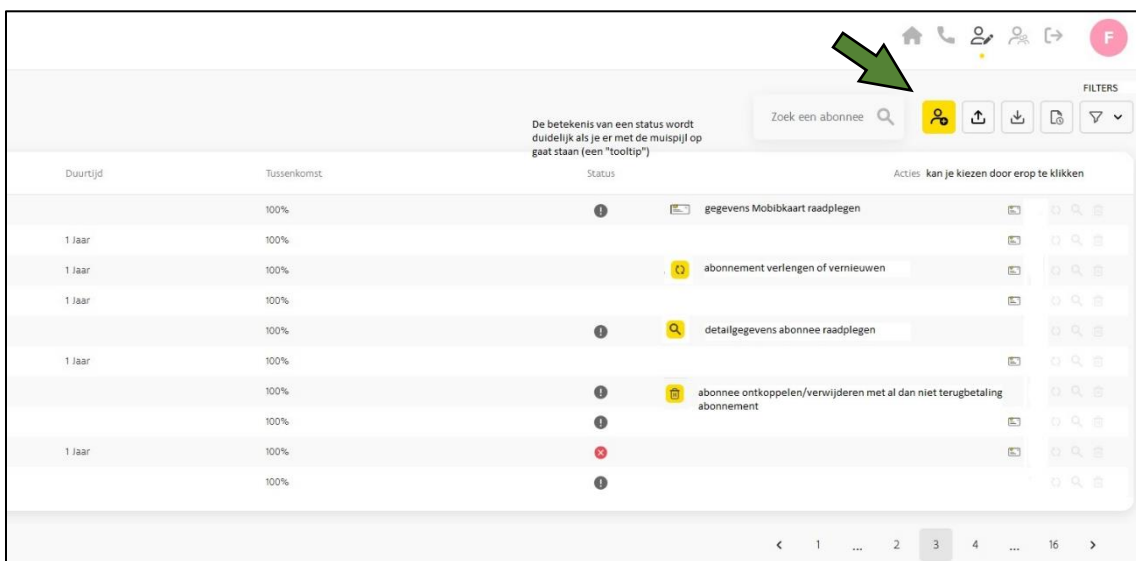 F
FILTERS
Zoek een abonnee
De betekenis van een status wordt
duidelijk als je er met de muispijl op
gaat staan (een "tooltip")
Duurtijd Tussenkomst Status Acties kan je kiezen door erop te klikken
100% gegevens Mobibkaart raadplegen
1 Jaar 100%
1 Jaar 100% abonnement verlengen of vernieuwen
1 Jaar 100%
100% detailgegevens abonnee raadplegen
1 Jaar 100%
100% abonnee ontkoppelen/verwijderen met al dan niet terugbetaling
abonnement
100%
1 Jaar 100%
100%
< 1 ... 2 3 4 ... 16 >